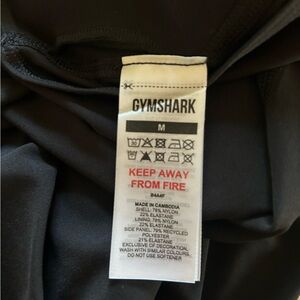 GYMSHARK
M
KEEP AWAY
FROM FIRE
MADE IN CAMBODIA
SHELL: 78% NYLON
22% ELASTANE
LINING: 78% NYLON
22% ELASTANE
SIDE PANEL: 79% RECYCLED
POLYESTER
21% ELASTANE
EXCLUSIVE OF DECORATION
WASH WITH SIMILAR COLOURS
DO NOT USE SOFTENER